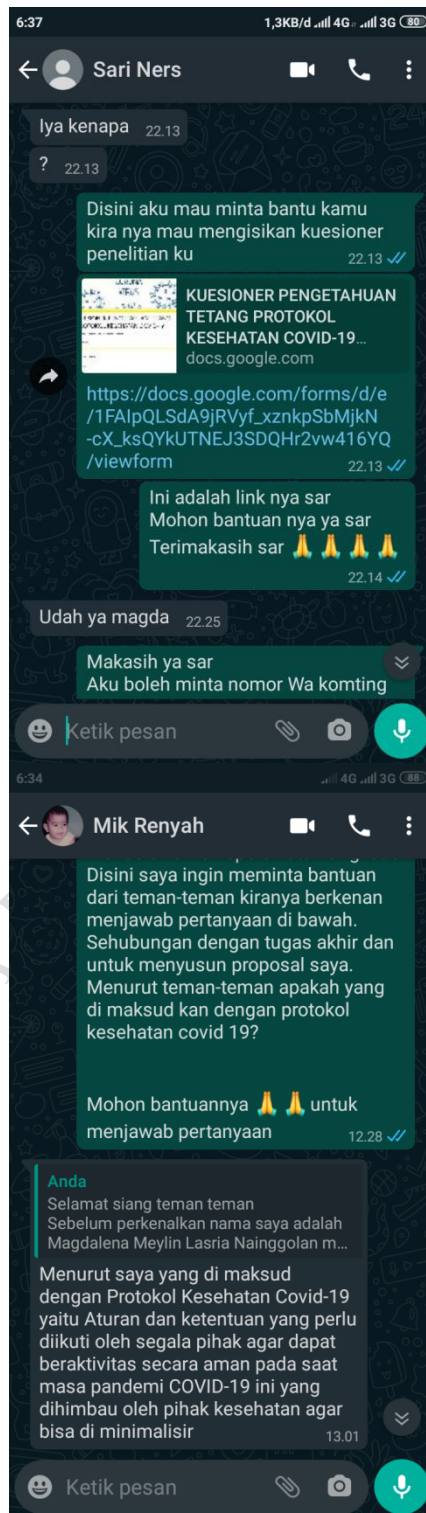 6:37 1,3KB/d 4G 3G 80
Sari Ners
Iya kenapa 22.13
? 22.13
Disini aku mau minta bantu kamu
kira nya mau mengisikan kuesioner
penelitian ku 22.13
KUESIONER PENGETAHUAN
TETANG PROTOKOL
KESEHATAN COVID-19...
docs.google.com
https://docs.google.com/forms/d/e
/1FAIpQLSdA9jRVyf_xznkpSbMjkN
-cX_ksQYkUTNEJ3SDQHr2vw416YQ
/viewform 22.13
Ini adalah link nya sar
Mohon bantuan nya ya sar
Terimakasih sar 🙏 🙏 🙏 🙏
22.14
Udah ya magda 22.25
Makasih ya sar
Aku boleh minta nomor Wa komting
Ketik pesan
6:34 4G 3G 88
Mik Renyah
Disini saya ingin meminta bantuan
dari teman-teman kiranya berkenan
menjawab pertanyaan di bawah.
Sehubungan dengan tugas akhir dan
untuk menyusun proposal saya.
Menurut teman-teman apakah yang
di maksud kan dengan protokol
kesehatan covid 19?
Mohon bantuannya 🙏 🙏 untuk
menjawab pertanyaan 12.28
Anda
Selamat siang teman teman
Sebelum perkenalkan nama saya adalah
Magdalena Meylin Lasria Nainggolan m...
Menurut saya yang di maksud
dengan Protokol Kesehatan Covid-19
yaitu Aturan dan ketentuan yang perlu
diikuti oleh segala pihak agar dapat
beraktivitas secara aman pada saat
masa pandemi COVID-19 ini yang
dihimbau oleh pihak kesehatan agar
bisa di minimalisir 13.01
Ketik pesan